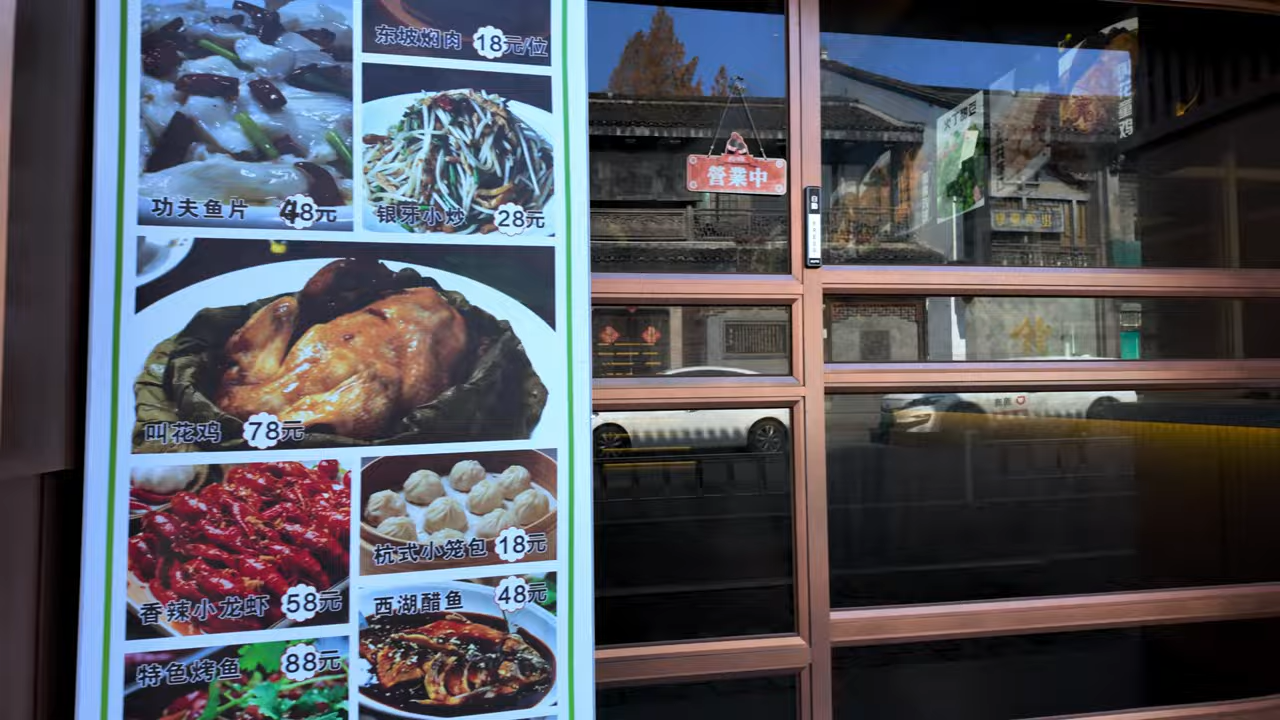 东坡焖肉 18元/位
功夫鱼片 48元
银牙小炒 28元
叫花鸡 78元
香辣小龙虾 58元
杭式小笼包 18元
西湖醋鱼 48元
特色烤鱼 88元
營業中